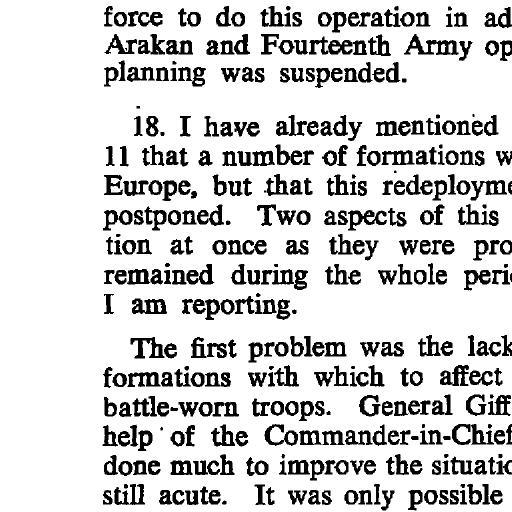 force to do this operation in ad
Arakan and Fourteenth Army op
planning was suspended.
18. I have already mentioned
11 that a number of formations w
Europe, but that this redeployme
postponed. Two aspects of this
tion at once as they were pro
remained during the whole peri
I am reporting.
The first problem was the lack
formations with which to affect
battle-worn troops. General Giff
help of the Commander-in-Chief
done much to improve the situatio
still acute. It was only possible